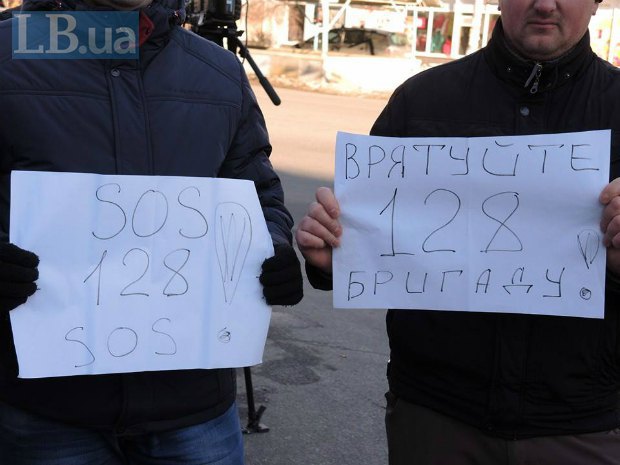 LB.ua
SOS
128
SOS !
ВРЯТУЙТЕ
128
БРИГАДУ !